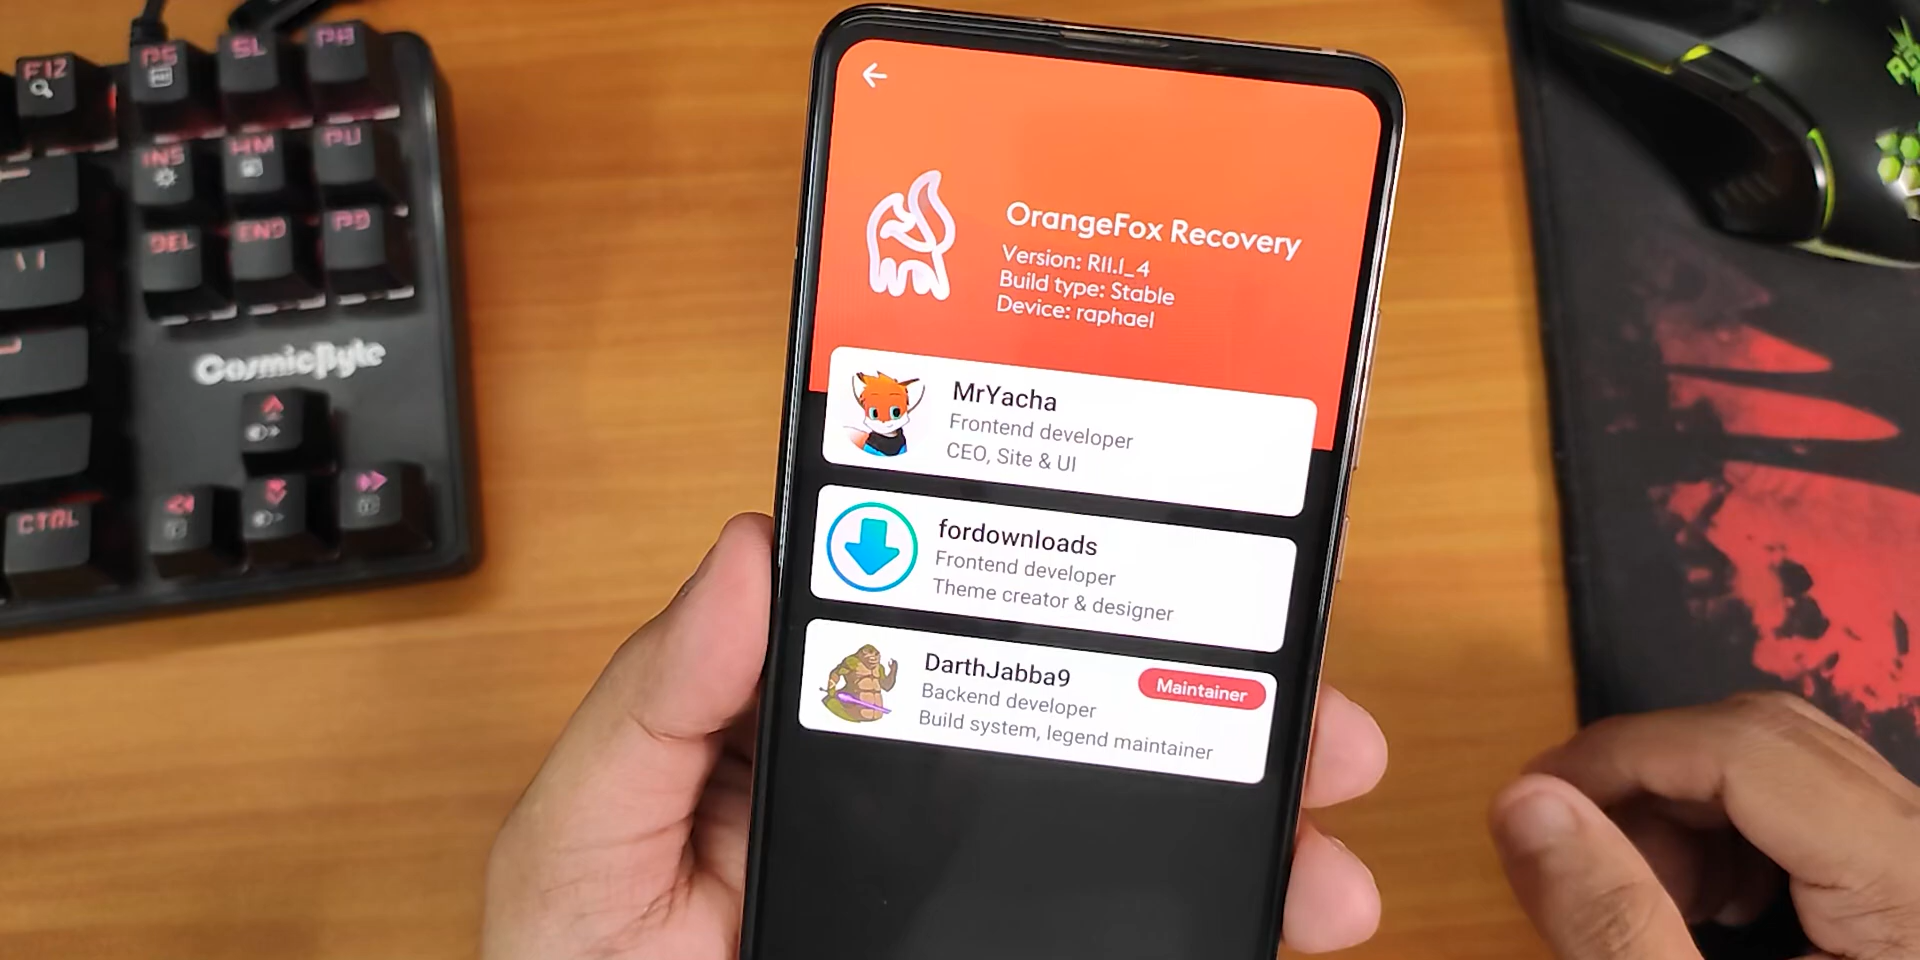 F12
PS
SL
PB
INS
HM
PU
DEL
END
PD
CosmicByte
CTRL
OrangeFox Recovery
Version: R11.1_4
Build type: Stable
Device: raphael
MrYacha
Frontend developer
CEO, Site & UI
fordownloads
Frontend developer
Theme creator & designer
DarthJabba9
Maintainer
Backend developer
Build system, legend maintainer